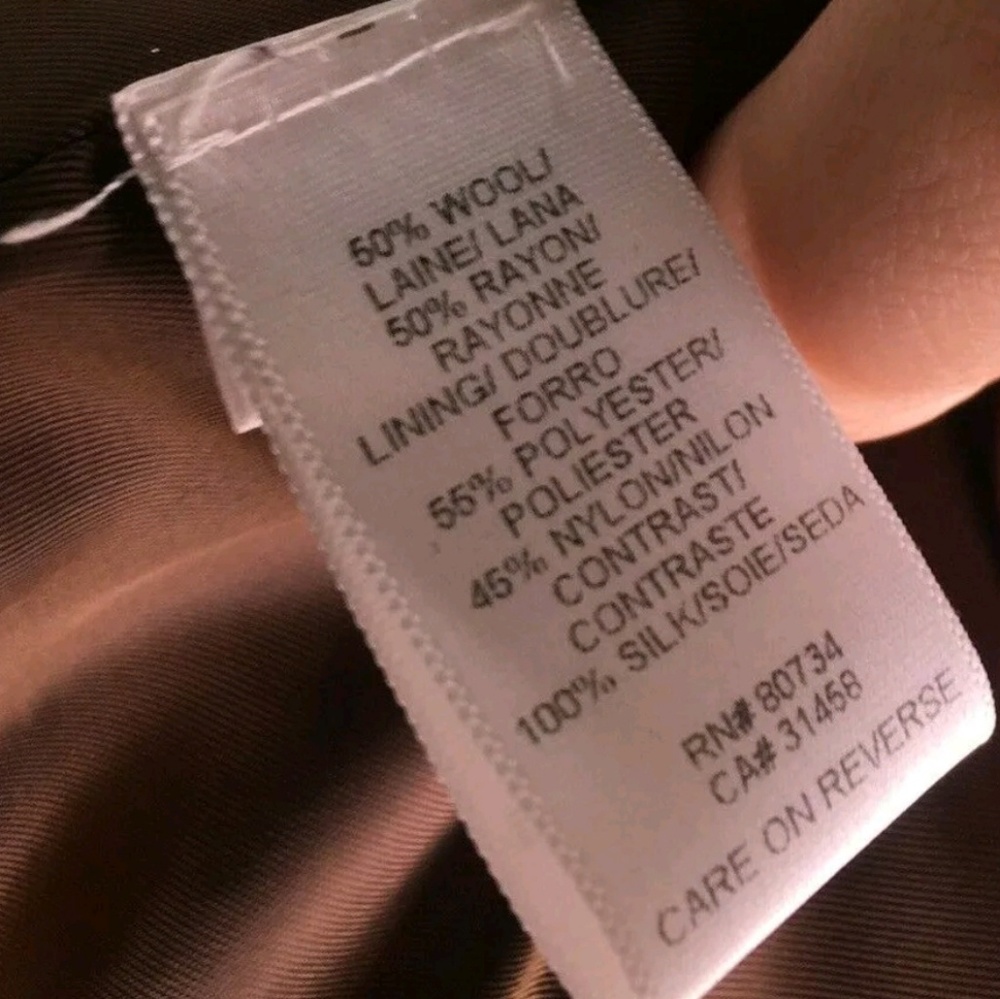 50% WOOL/
LAINE/ LANA
50% RAYON/
RAYONNE
LINING/ DOUBLURE/
FORRO
55% POLYESTER/
POLIESTER
45% NYLON/NILON
CONTRAST/
CONTRASTE
100% SILK/SOIE/SEDA
RN# 80734
CA# 31458
CARE ON REVERSE